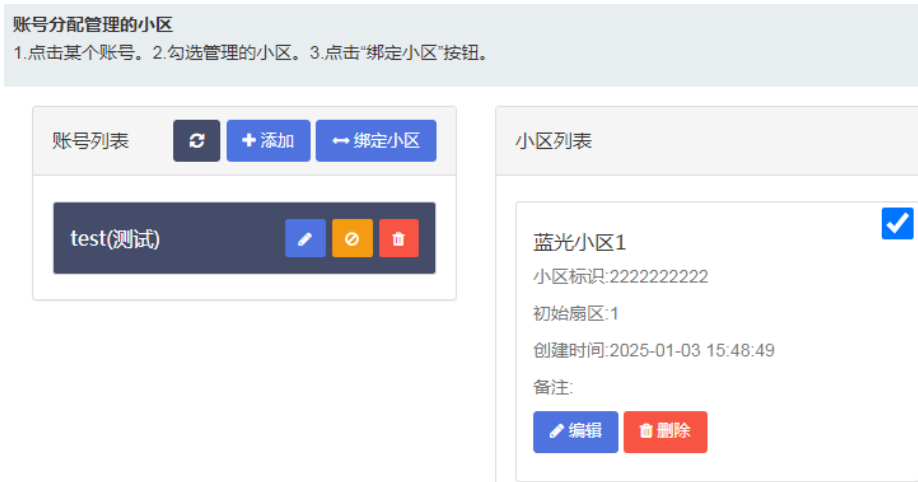 账号分配管理的小区
1.点击某个账号。2.勾选管理的小区。3.点击“绑定小区”按钮。
账号列表 添加 绑定小区
test(测试)
小区列表
蓝光小区1
小区标识:2222222222
初始扇区:1
创建时间:2025-01-03 15:48:49
备注:
编辑 删除